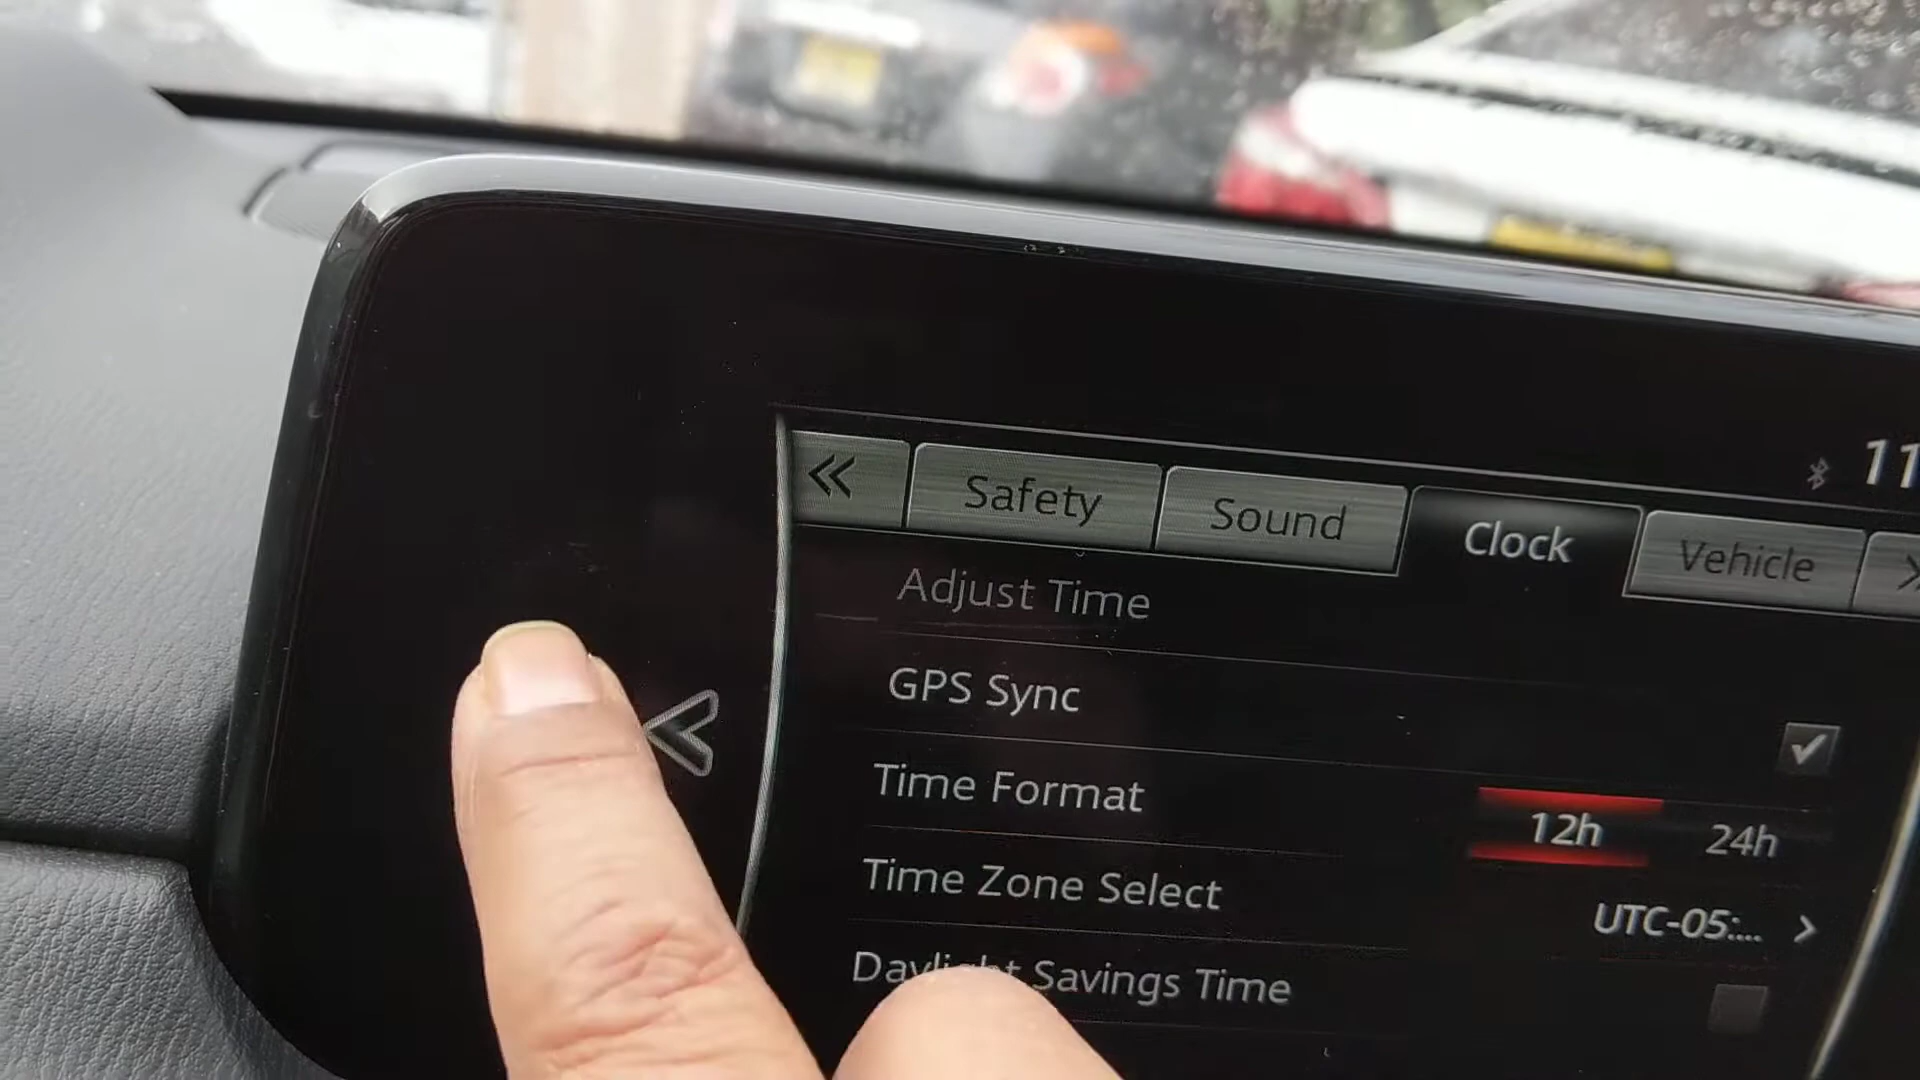 11
« Safety Sound Clock Vehicle »
Adjust Time
GPS Sync
Time Format 12h 24h
Time Zone Select UTC-05:... >
Daylight Savings Time